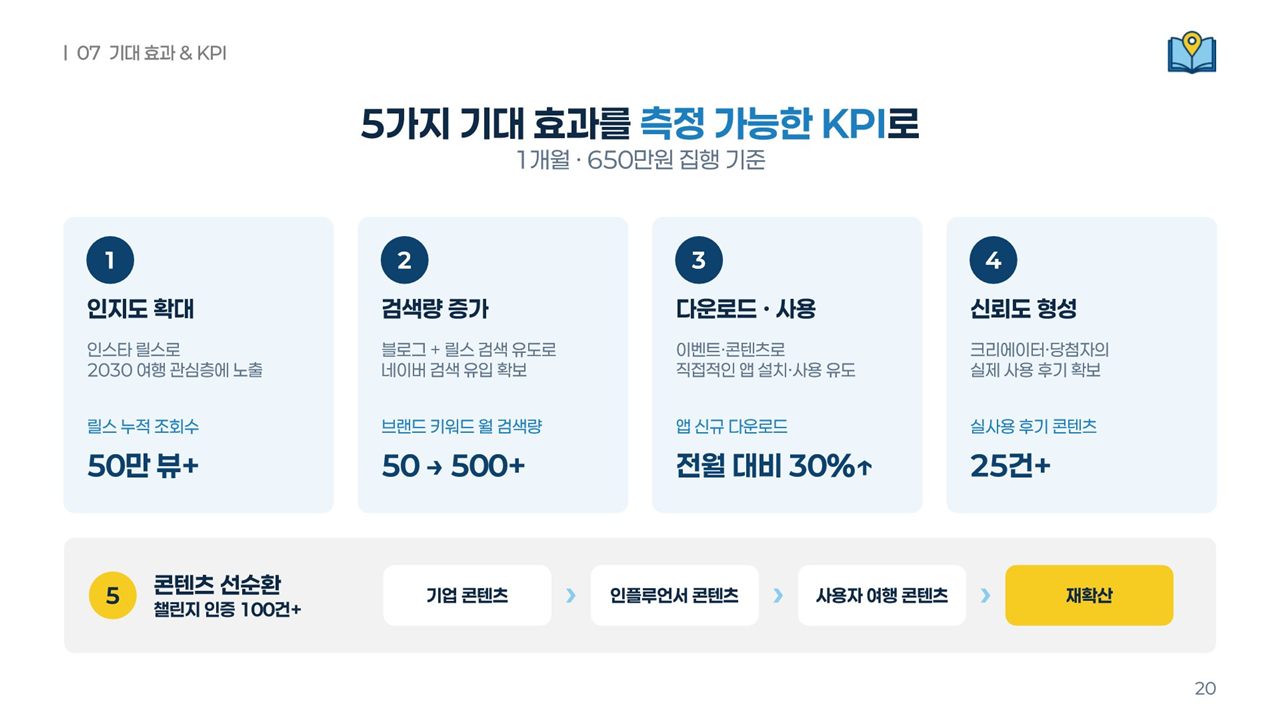 | 07 기대 효과 & KPI
5가지 기대 효과를 측정 가능한 KPI로
1개월 · 650만원 집행 기준
1
인지도 확대
인스타 릴스로
2030 여행 관심층에 노출
릴스 누적 조회수
50만 뷰+
2
검색량 증가
블로그 + 릴스 검색 유도로
네이버 검색 유입 확보
브랜드 키워드 월 검색량
50 → 500+
3
다운로드 · 사용
이벤트·콘텐츠로
직접적인 앱 설치·사용 유도
앱 신규 다운로드
전월 대비 30%↑
4
신뢰도 형성
크리에이터·당첨자의
실제 사용 후기 확보
실사용 후기 콘텐츠
25건+
5
콘텐츠 선순환
챌린지 인증 100건+
기업 콘텐츠
›
인플루언서 콘텐츠
›
사용자 여행 콘텐츠
›
재확산
20